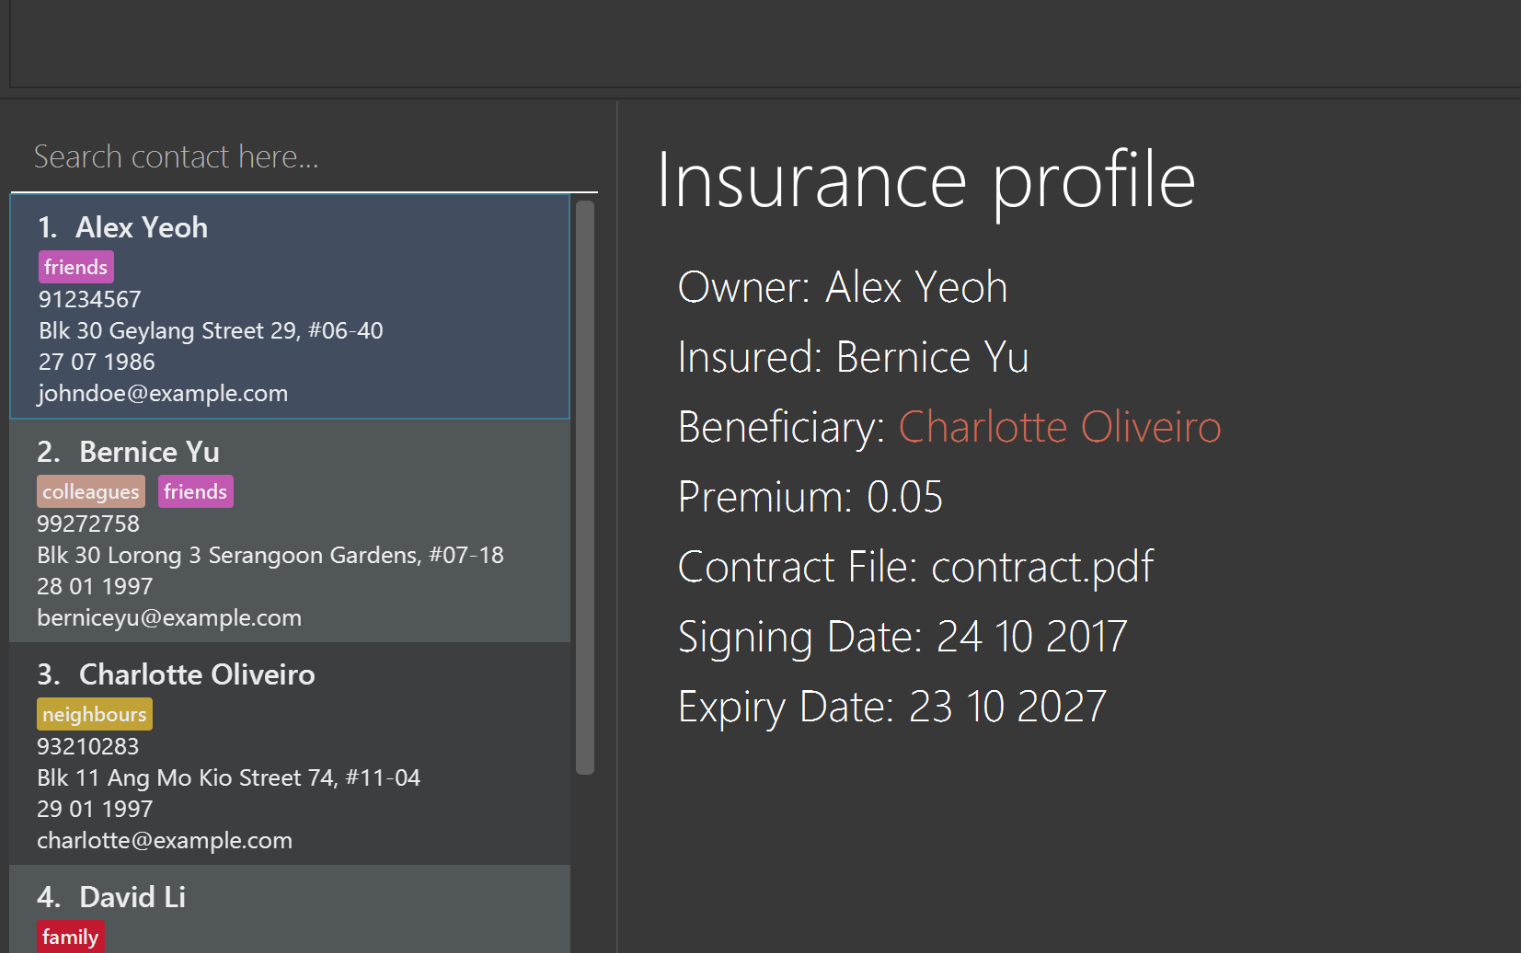 Search contact here...
1. Alex Yeoh
friends
91234567
Blk 30 Geylang Street 29, #06-40
27 07 1986
johndoe@example.com
2. Bernice Yu
colleagues friends
99272758
Blk 30 Lorong 3 Serangoon Gardens, #07-18
28 01 1997
berniceyu@example.com
3. Charlotte Oliveiro
neighbours
93210283
Blk 11 Ang Mo Kio Street 74, #11-04
29 01 1997
charlotte@example.com
4. David Li
family
Insurance profile
Owner: Alex Yeoh
Insured: Bernice Yu
Beneficiary: Charlotte Oliveiro
Premium: 0.05
Contract File: contract.pdf
Signing Date: 24 10 2017
Expiry Date: 23 10 2027